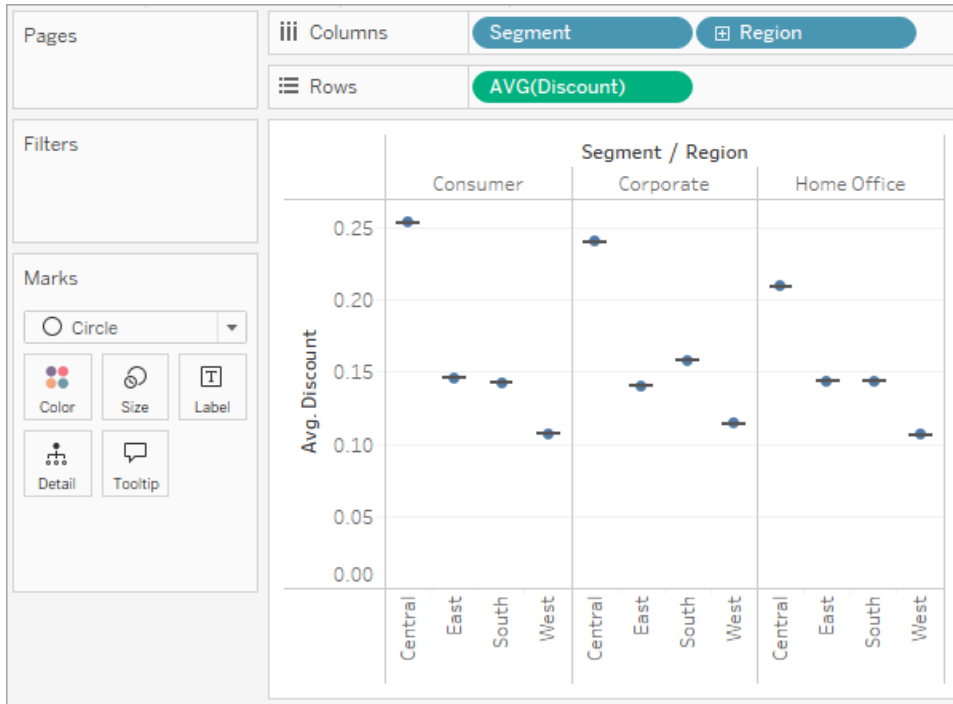 Pages
Columns Segment Region
Rows AVG(Discount)
Filters
Marks
Circle
Color Size Label
Detail Tooltip
Segment / Region
Consumer Corporate Home Office
Avg. Discount
0.25
0.20
0.15
0.10
0.05
0.00
Central East South West Central East South West Central East South West